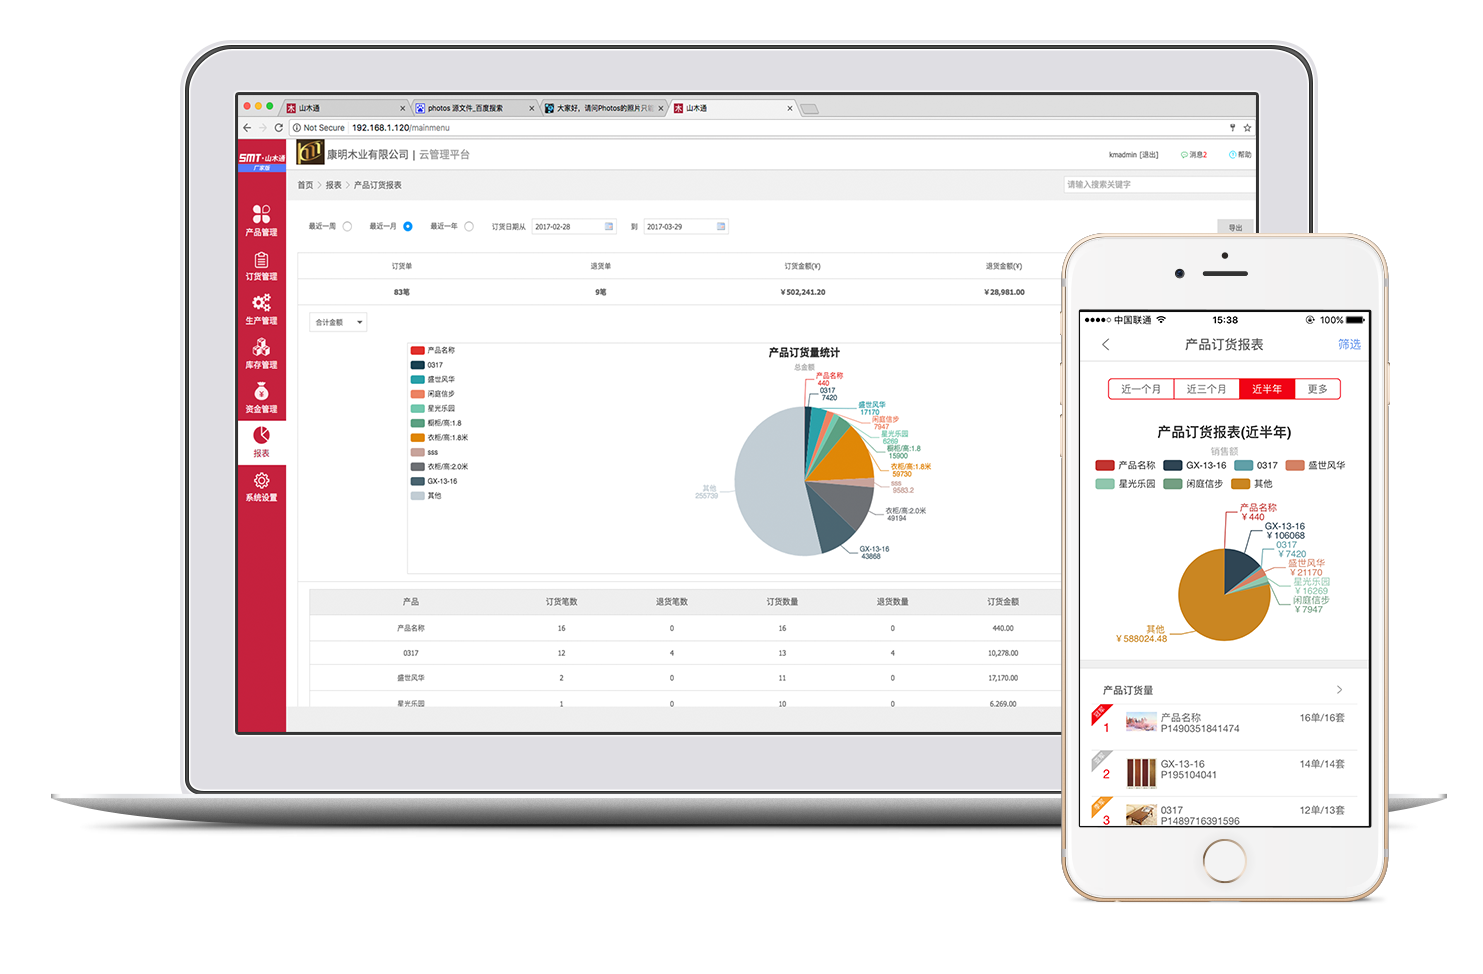 山木通
photos 源文件_百度搜索
大家好，请问Photos的照片只能
山木通
Not Secure 192.168.1.120/mainmenu
SMT·山木通
厂家版
康明木业有限公司 | 云管理平台
kmadmin [退出]
消息2
帮助
首页 > 报表 > 产品订货报表
请输入搜索关键字
产品管理
订货管理
生产管理
库存管理
资金管理
报表
系统设置
最近一周
最近一月
最近一年
订货日期从 2017-02-28 到 2017-03-29
导出
订货单 退货单 订货金额(¥) 退货金额(¥)
83笔 9笔 ¥502,241.20 ¥28,981.00
合计金额
产品名称
0317
盛世风华
闲庭信步
星光乐园
橱柜/高:1.8
衣柜/高:1.8米
sss
衣柜/高:2.0米
GX-13-16
其他
产品订货量统计
总金额
产品名称
440
0317
7420
盛世风华
17170
闲庭信步
7947
星光乐园
6269
橱柜/高:1.8
15900
衣柜/高:1.8米
59730
sss
9583.2
衣柜/高:2.0米
49194
GX-13-16
43868
其他
255739
产品 订货笔数 退货笔数 订货数量 退货数量 订货金额
产品名称 16 0 16 0 440.00
0317 12 4 13 4 10,278.00
盛世风华 2 0 11 0 17,170.00
星光乐园 1 0 10 0 6,269.00
中国联通 15:38 100%
产品订货报表
筛选
近一个月 近三个月 近半年 更多
产品订货报表(近半年)
销售额
产品名称 GX-13-16 0317 盛世风华
星光乐园 闲庭信步 其他
产品名称
¥440
GX-13-16
¥106068
0317
¥7420
盛世风华
¥21170
星光乐园
¥16269
闲庭信步
¥7947
其他
¥588024.48
产品订货量
1
产品名称
P1490351841474
16单/16套
2
GX-13-16
P195104041
14单/14套
3
0317
P1489716391596
12单/13套